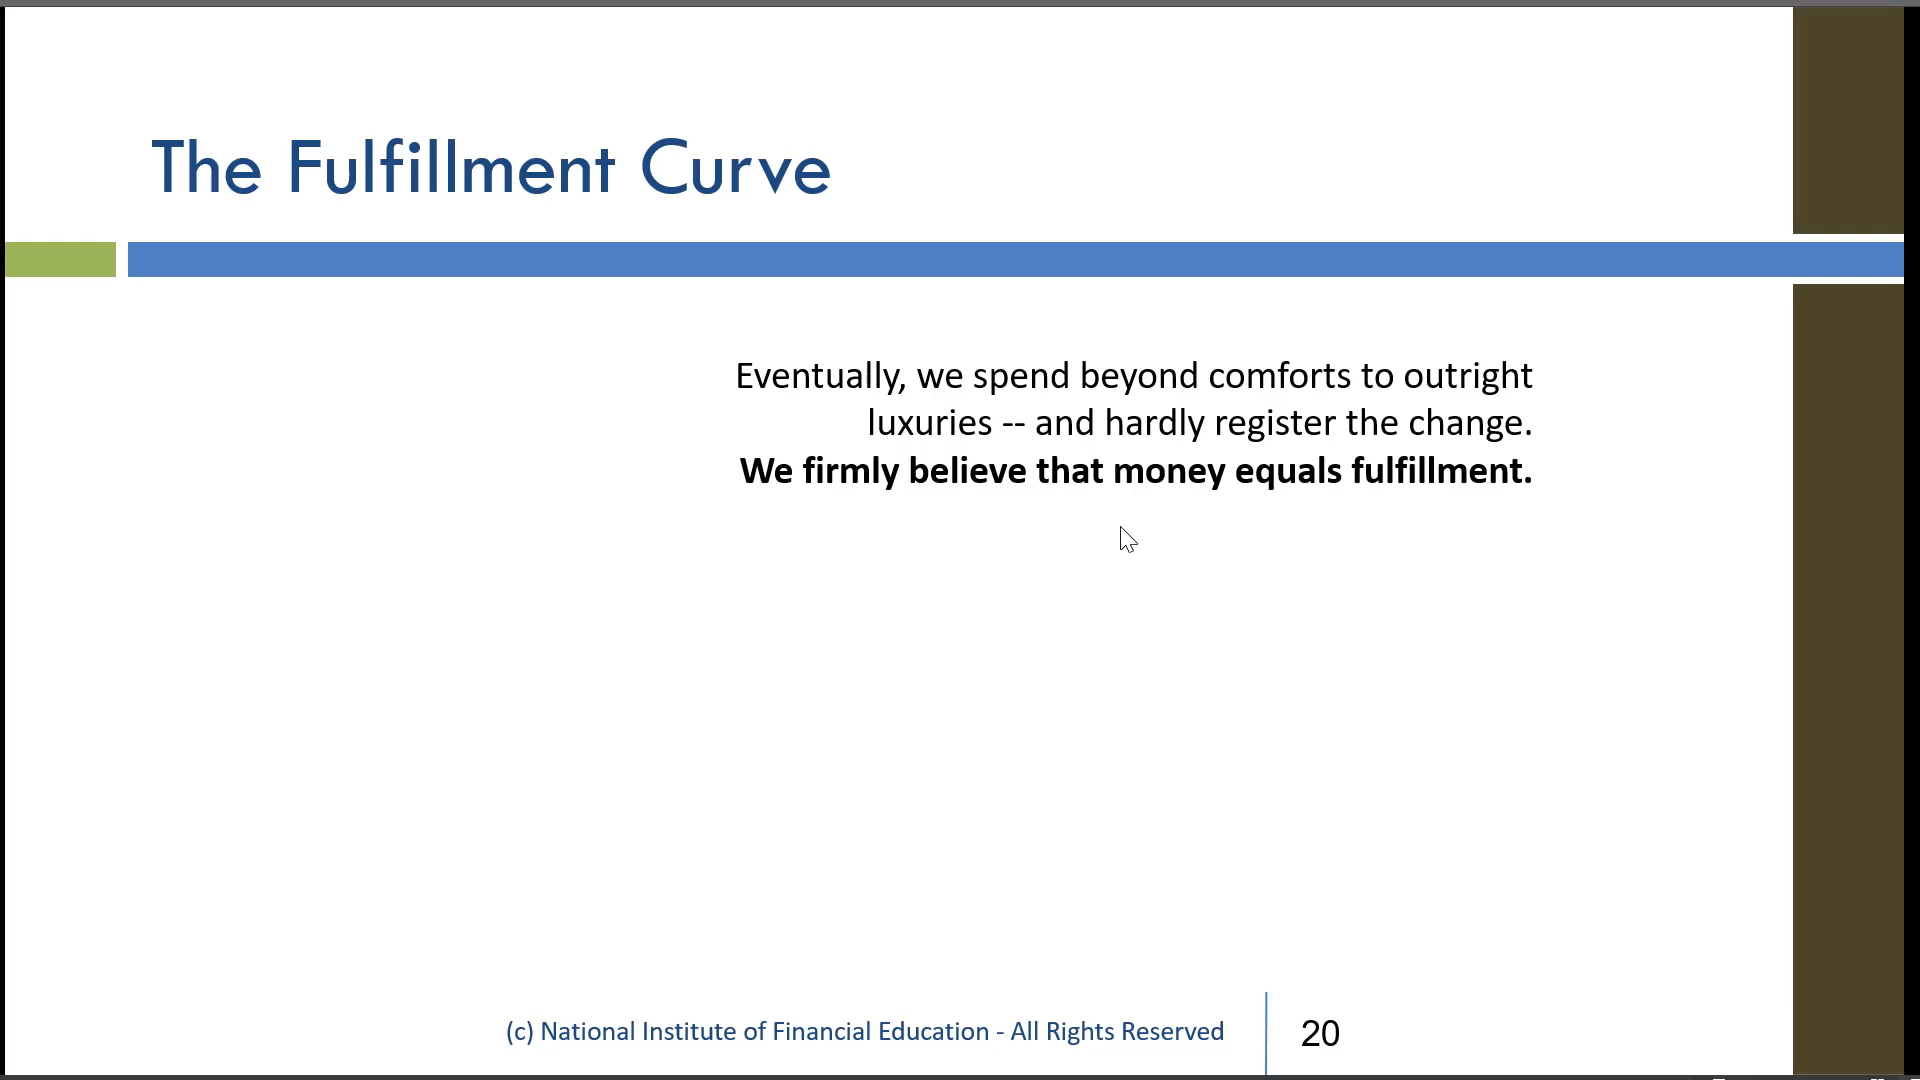 The Fulfillment Curve
Eventually, we spend beyond comforts to outright
luxuries -- and hardly register the change.
We firmly believe that money equals fulfillment.
(c) National Institute of Financial Education - All Rights Reserved
20